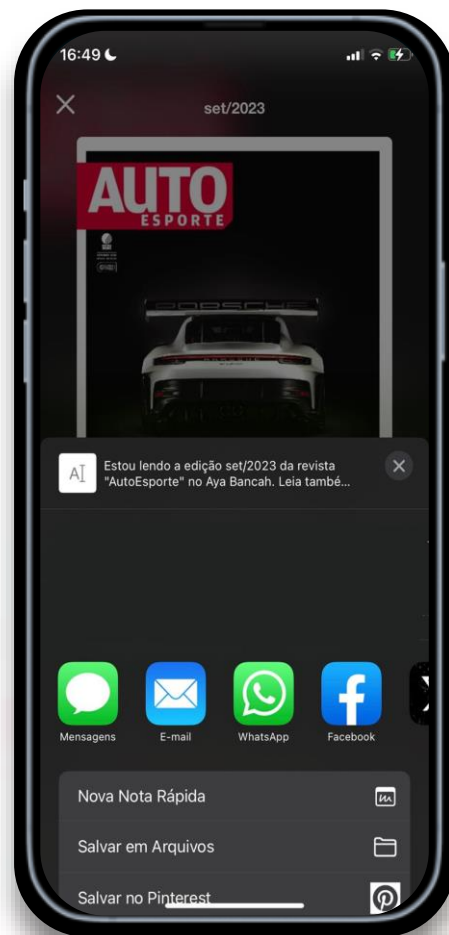 16:49
set/2023
AUTO
ESPORTE
PORSCHE
Estou lendo a edição set/2023 da revista
"AutoEsporte" no Aya Bancah. Leia també...
Mensagens
E-mail
WhatsApp
Facebook
Nova Nota Rápida
Salvar em Arquivos
Salvar no Pinterest